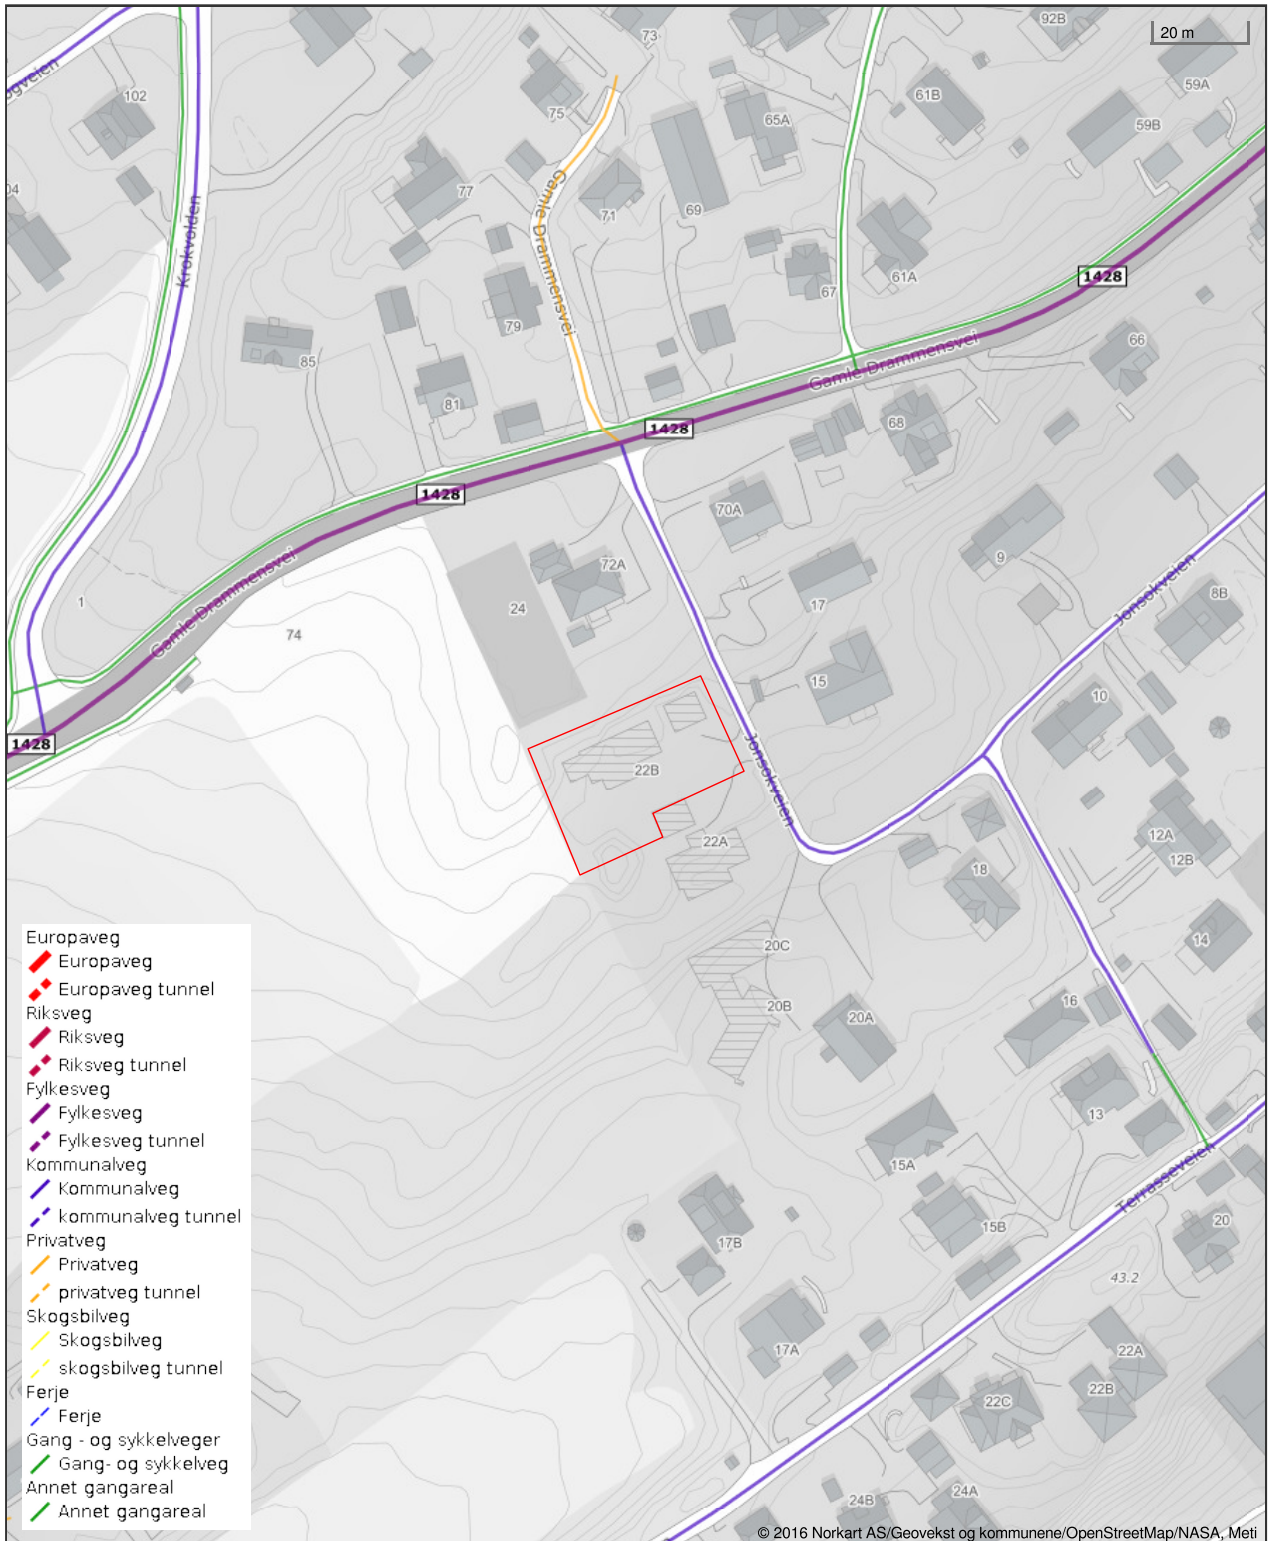 92B
73
20 m
59A
102
75
65A
61B
59B
04
77
Gamle Drammensvei
71
69
Krokvolden
61A
67
1428
79
85
66
Gamle Drammensvei
81
68
1428
1428
70A
9
72A
Jonsokveien
8B
17
1
24
Gamle Drammensvei
74
15
10
1428
22B
Jonsokveien
22A
12A
12B
18
20C
14
20B
16
20A
13
15A
Terrasseveien
15B
17B
20
43.2
17A
22A
22B
22C
24A
24B
Europaveg
Europaveg
Europaveg tunnel
Riksveg
Riksveg
Riksveg tunnel
Fylkesveg
Fylkesveg
Fylkesveg tunnel
Kommunalveg
Kommunalveg
kommunalveg tunnel
Privatveg
Privatveg
privatveg tunnel
Skogsbilveg
Skogsbilveg
skogsbilveg tunnel
Ferje
Ferje
Gang - og sykkelveger
Gang- og sykkelveg
Annet gangareal
Annet gangareal
© 2016 Norkart AS/Geovekst og kommunene/OpenStreetMap/NASA, Meti